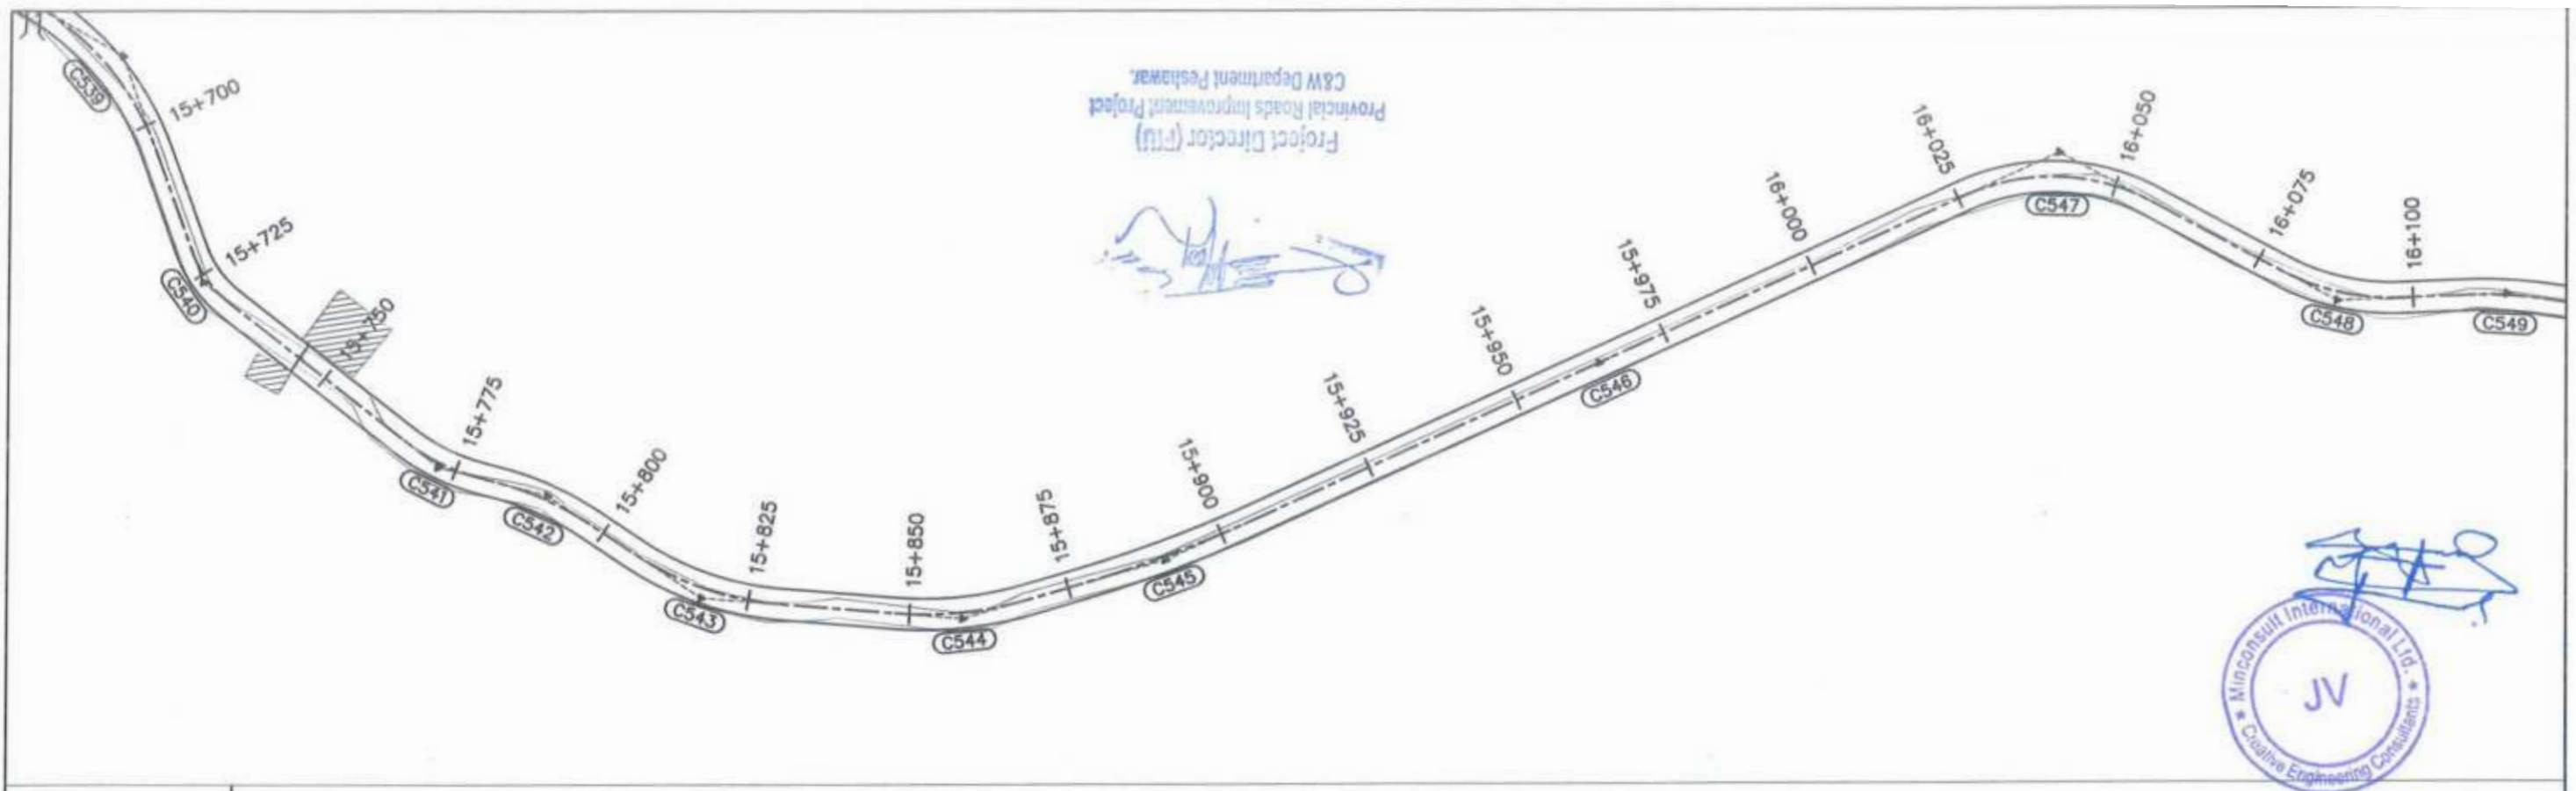 C539
15+700
C540
15+725
15+750
C541
15+775
C542
15+800
C543
15+825
15+850
C544
15+875
C545
15+900
15+925
15+950
C546
15+975
16+000
16+025
C547
16+050
16+075
C548
16+100
C549
Project Director (PIU)
Provincial Roads Improvement Project
C&W Department Peshawar.
★ Minconsult International Ltd. ★
Creative Engineering Consultants
JV